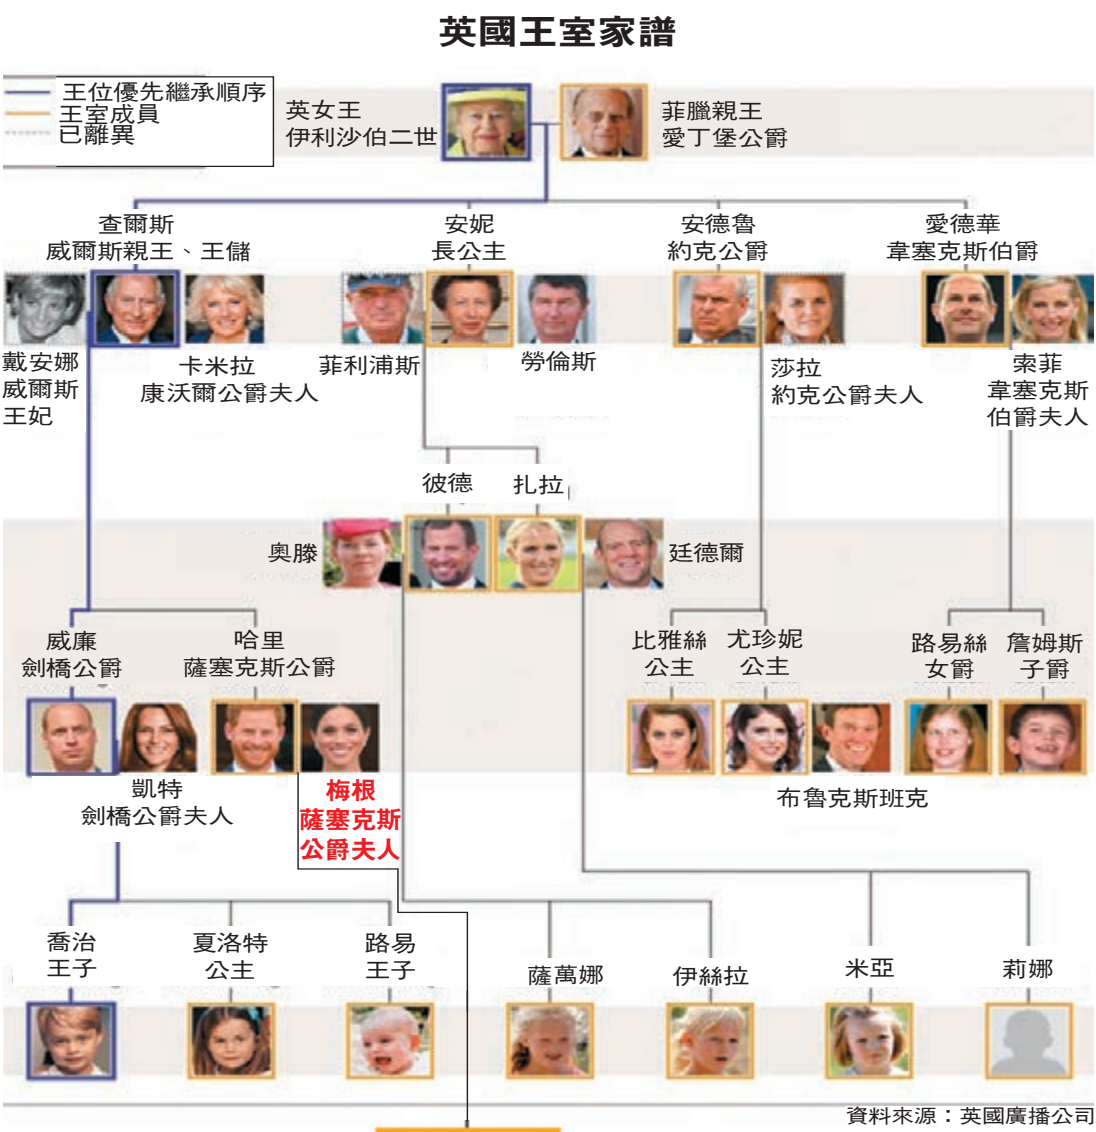 英國王室家譜
王位優先繼承順序
王室成員
已離異
英女王
伊利沙伯二世
菲臘親王
愛丁堡公爵
查爾斯
威爾斯親王、王儲
安妮
長公主
安德魯
約克公爵
愛德華
韋塞克斯伯爵
戴安娜
威爾斯
王妃
卡米拉
康沃爾公爵夫人
菲利浦斯
勞倫斯
莎拉
約克公爵夫人
索菲
韋塞克斯
伯爵夫人
彼德
扎拉
奧滕
廷德爾
威廉
劍橋公爵
哈里
薩塞克斯公爵
比雅絲
公主
尤珍妮
公主
路易絲
女爵
詹姆斯
子爵
凱特
劍橋公爵夫人
梅根
薩塞克斯
公爵夫人
布魯克斯班克
喬治
王子
夏洛特
公主
路易
王子
薩萬娜
伊絲拉
米亞
莉娜
資料來源：英國廣播公司